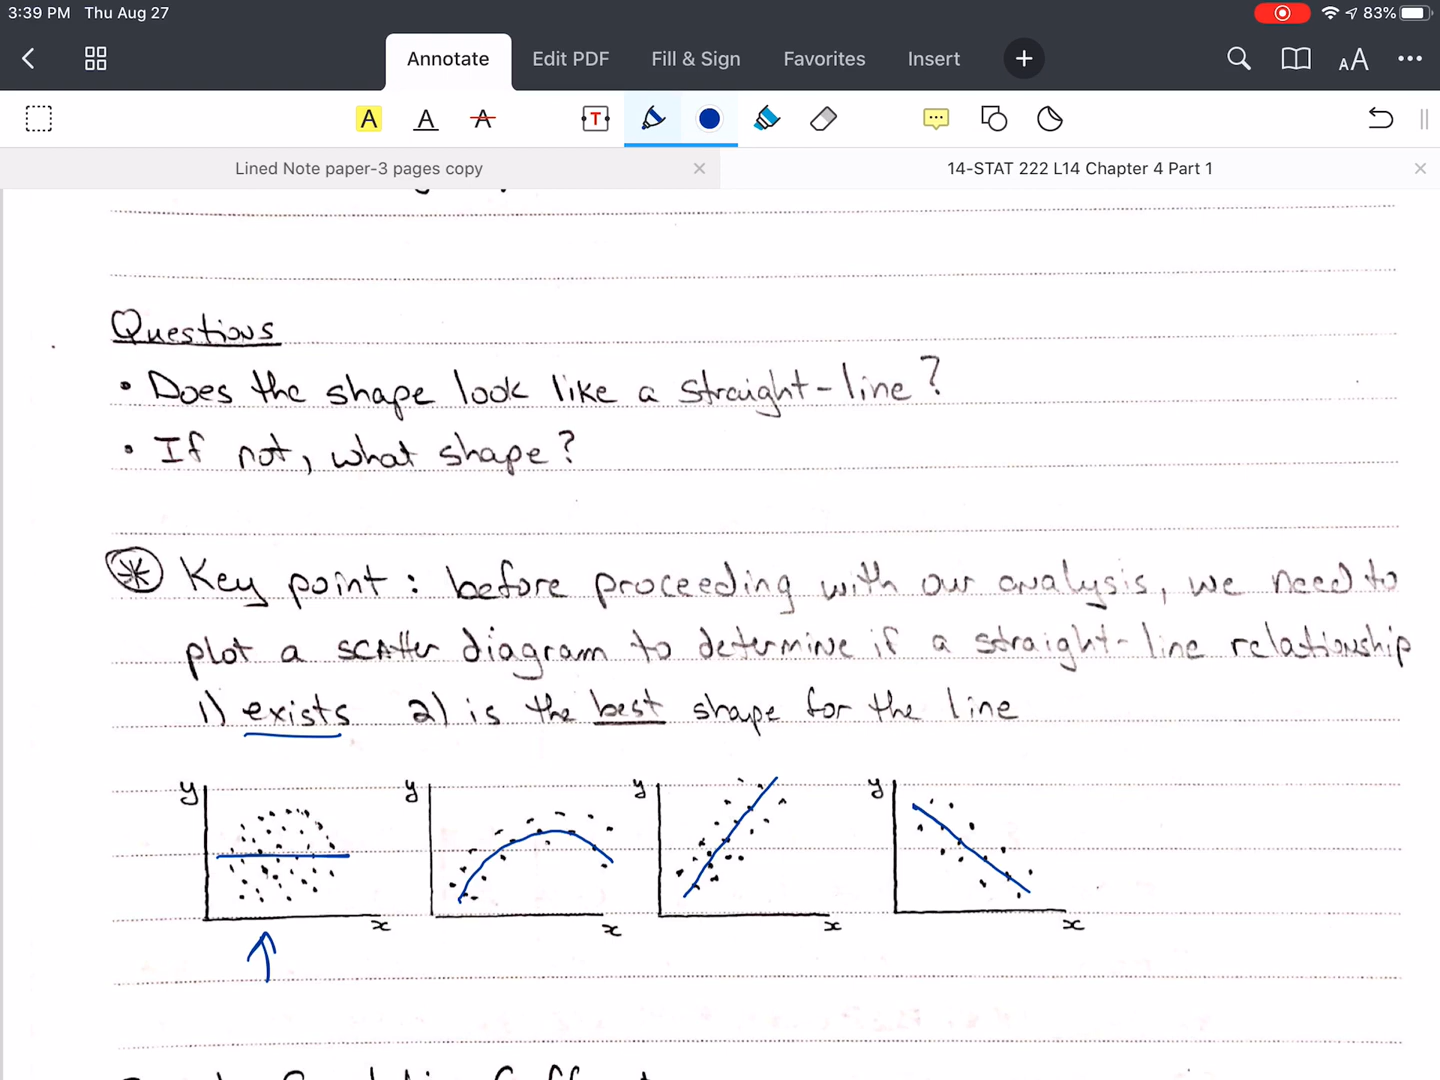 3:39 PM Thu Aug 27
83%
Annotate Edit PDF Fill & Sign Favorites Insert
AA
A A A T
Lined Note paper-3 pages copy
14-STAT 222 L14 Chapter 4 Part 1
Questions
• Does the shape look like a straight-line?
• If not, what shape?
Key point: before proceeding with our analysis, we need to
plot a scatter diagram to determine if a straight-line relationship
1) exists 2) is the best shape for the line
y y y y
x x x x